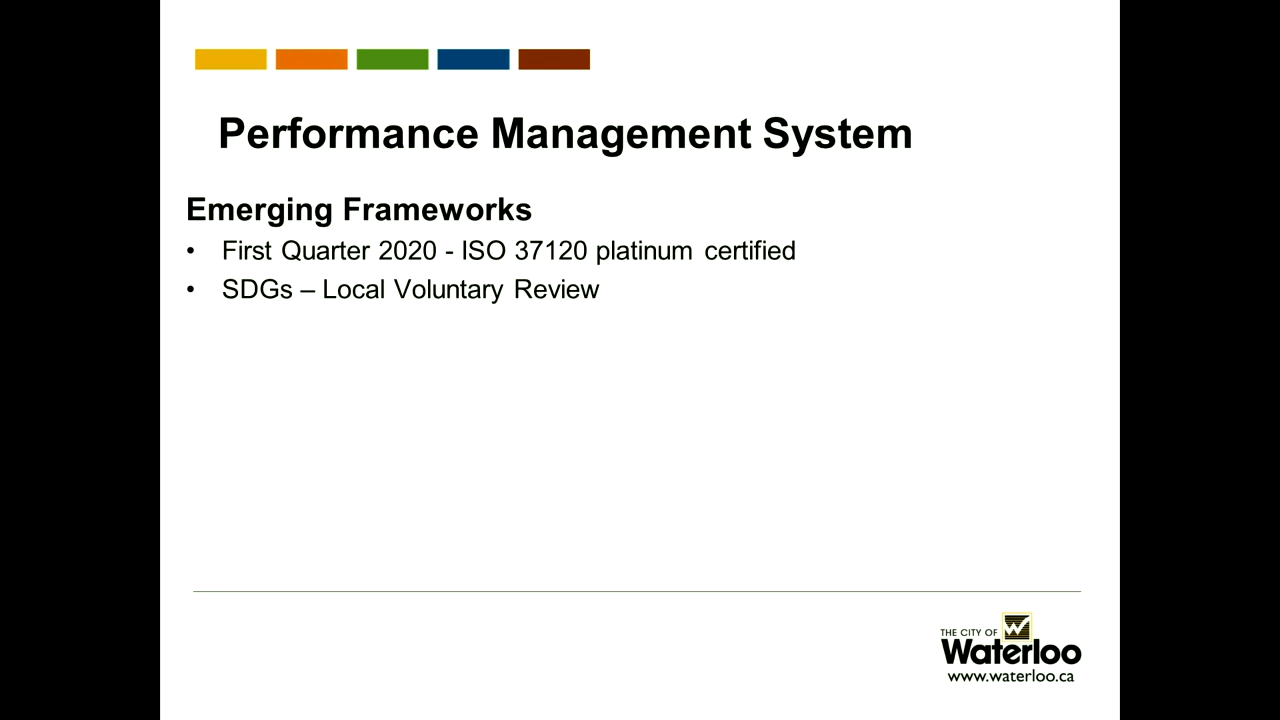 Performance Management System
Emerging Frameworks
• First Quarter 2020 - ISO 37120 platinum certified
• SDGs – Local Voluntary Review
THE CITY OF
Waterloo
www.waterloo.ca